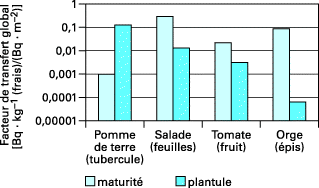 Facteur de transfert global
[Bq · kg⁻¹ (frais)/(Bq · m⁻²)]
1
0,1
0,01
0,001
0,0001
0,00001
Pomme
de terre
(tubercule)
Salade
(feuilles)
Tomate
(fruit)
Orge
(épis)
maturité
plantule